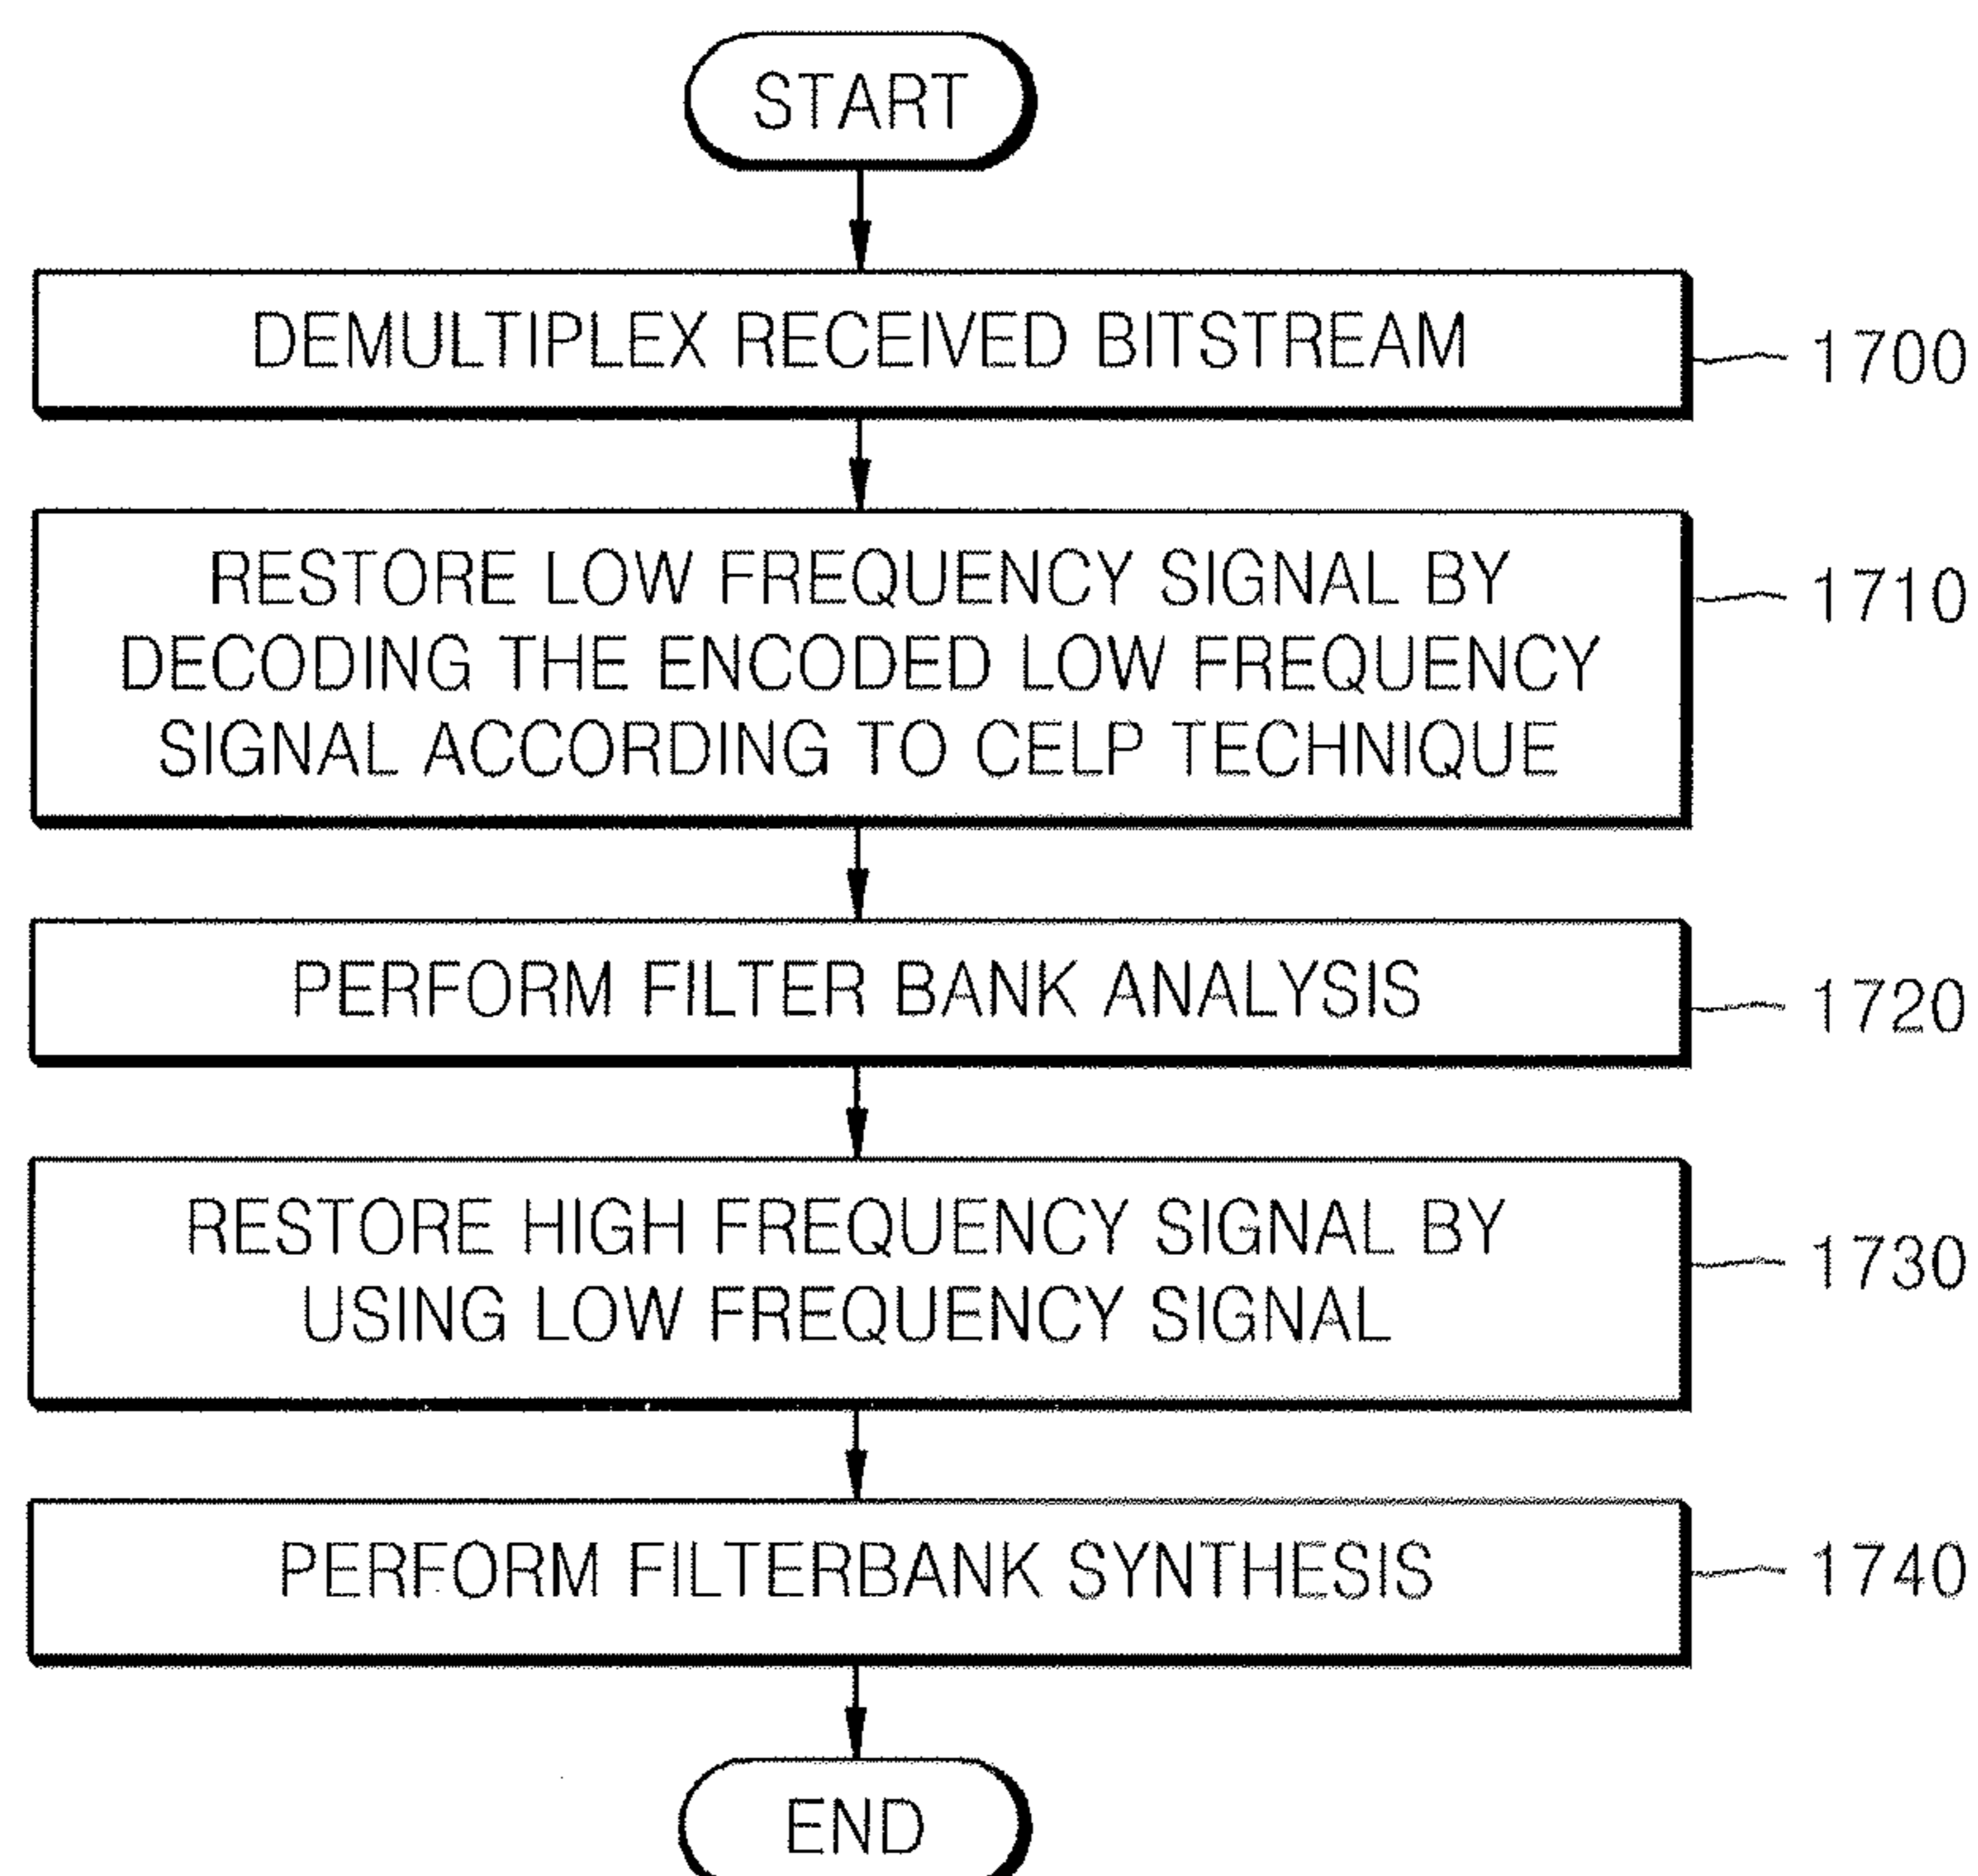 START
DEMULTIPLEX RECEIVED BITSTREAM
1700
RESTORE LOW FREQUENCY SIGNAL BY
DECODING THE ENCODED LOW FREQUENCY
SIGNAL ACCORDING TO CELP TECHNIQUE
1710
PERFORM FILTER BANK ANALYSIS
1720
RESTORE HIGH FREQUENCY SIGNAL BY
USING LOW FREQUENCY SIGNAL
1730
PERFORM FILTERBANK SYNTHESIS
1740
END